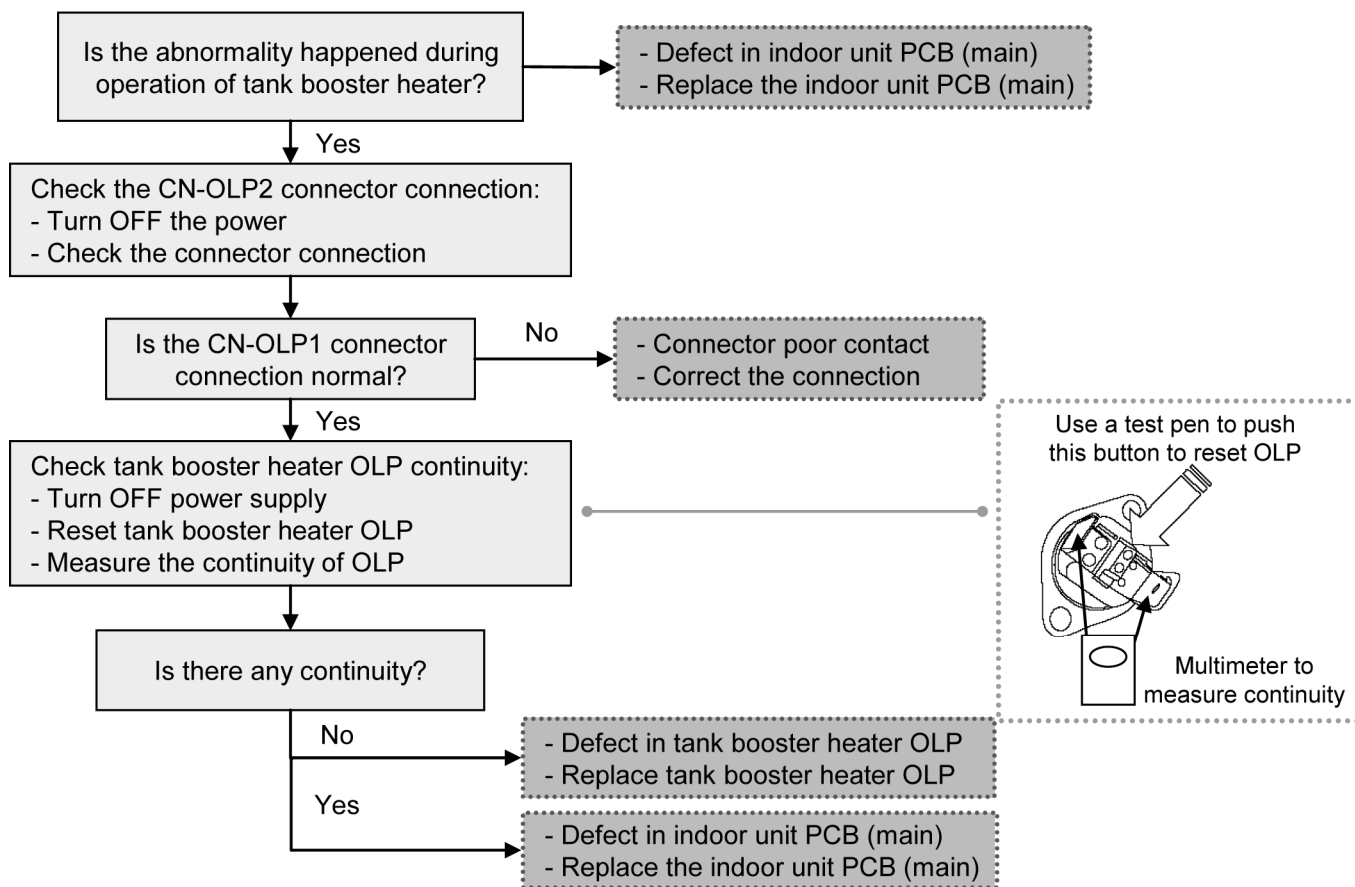 Is the abnormality happened during
operation of tank booster heater?
- Defect in indoor unit PCB (main)
- Replace the indoor unit PCB (main)
Yes
Check the CN-OLP2 connector connection:
- Turn OFF the power
- Check the connector connection
Is the CN-OLP1 connector
connection normal?
No
- Connector poor contact
- Correct the connection
Yes
Check tank booster heater OLP continuity:
- Turn OFF power supply
- Reset tank booster heater OLP
- Measure the continuity of OLP
Use a test pen to push
this button to reset OLP
Multimeter to
measure continuity
Is there any continuity?
No
- Defect in tank booster heater OLP
- Replace tank booster heater OLP
Yes
- Defect in indoor unit PCB (main)
- Replace the indoor unit PCB (main)